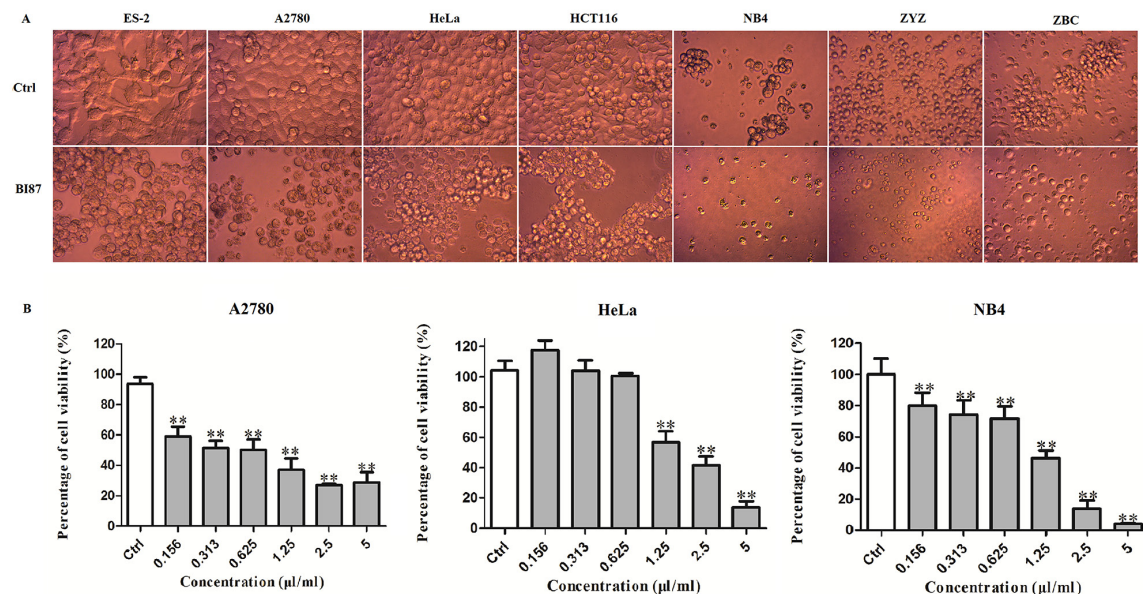 A ES-2 A2780 HeLa HCT116 NB4 ZYZ ZBC
Ctrl
BI87
B A2780 HeLa NB4
Percentage of cell viability (%)
120
100
80
60
40
20
0
** ** ** ** ** **
Ctrl 0.156 0.313 0.625 1.25 2.5 5
Concentration (µl/ml)
Percentage of cell viability (%)
120
100
80
60
40
20
0
** ** **
Ctrl 0.156 0.313 0.625 1.25 2.5 5
Concentration (µl/ml)
Percentage of cell viability (%)
120
100
80
60
40
20
0
** ** ** ** ** **
Ctrl 0.156 0.313 0.625 1.25 2.5 5
Concentration (µl/ml)